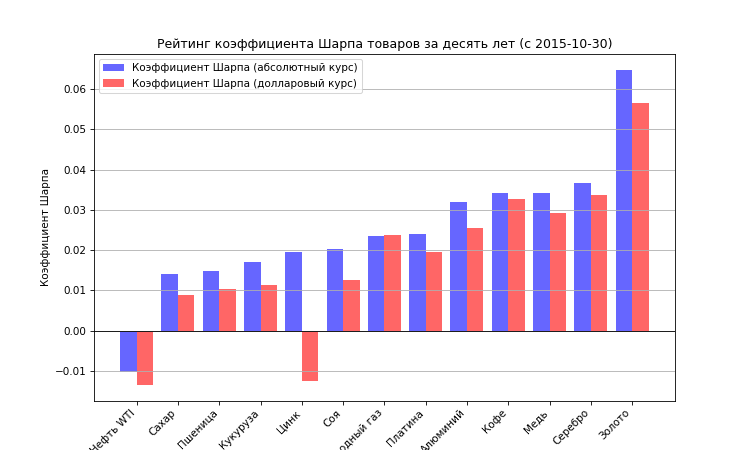 Рейтинг коэффициента Шарпа товаров за десять лет (с 2015-10-30)
Коэффициент Шарпа (абсолютный курс)
Коэффициент Шарпа (долларовый курс)
Коэффициент Шарпа
0.06
0.05
0.04
0.03
0.02
0.01
0.00
−0.01
Нефть WTI
Сахар
Пшеница
Кукуруза
Цинк
Соя
одный газ
Платина
Алюминий
Кофе
Медь
Серебро
Золото